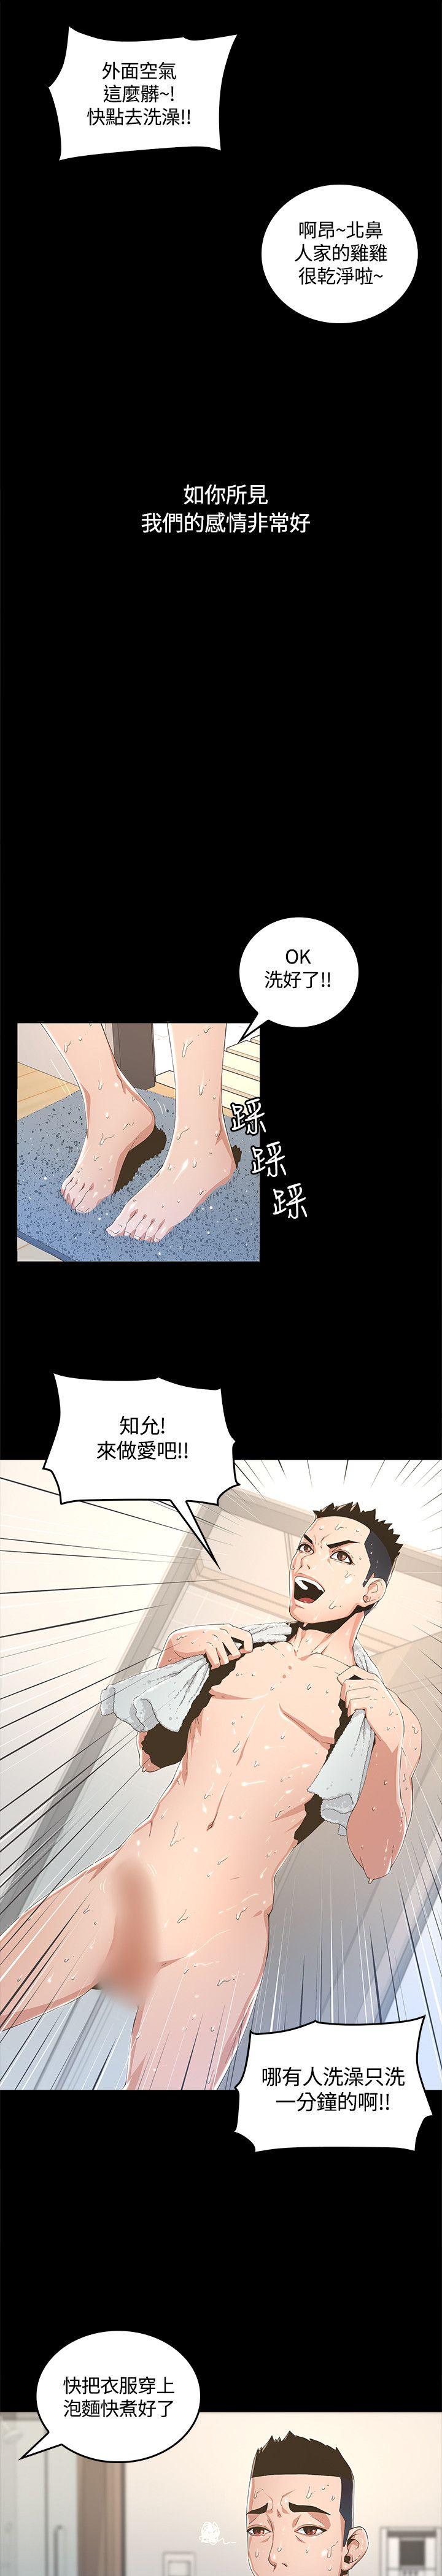 外面空氣
這麼髒~!
快點去洗澡!!
啊昂~北鼻
人家的雞雞
很乾淨啦~
如你所見
我們的感情非常好
OK
洗好了!!
踩
踩
踩
知允!
來做愛吧!!
哪有人洗澡只洗
一分鐘的啊!!
快把衣服穿上
泡麵快煮好了